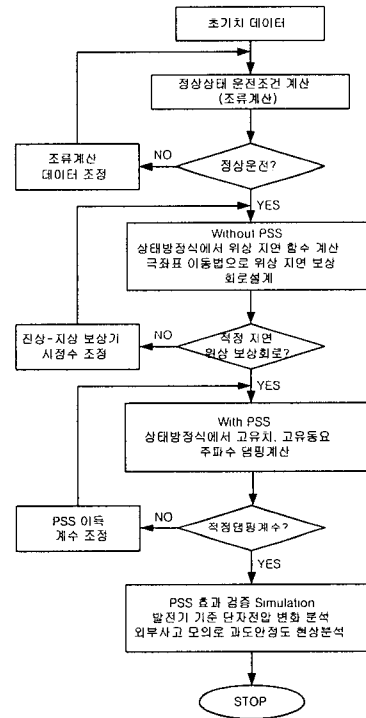 초기치 데이터
정상상태 운전조건 계산
(조류계산)
조류계산
데이터 조정
NO
정상운전?
YES
Without PSS
상태방정식에서 위상 지연 함수 계산
극좌표 이동법으로 위상 지연 보상
회로설계
진상-지상 보상기
시정수 조정
NO
적정 지연
위상 보상회로?
YES
With PSS
상태방정식에서 고유치, 고유동요
주파수 댐핑계산
PSS 이득
계수 조정
NO
적정댐핑계수?
YES
PSS 효과 검증 Simulation
발전기 기준 단자전압 변화 분석
외부사고 모의로 과도안정도 현상분석
STOP